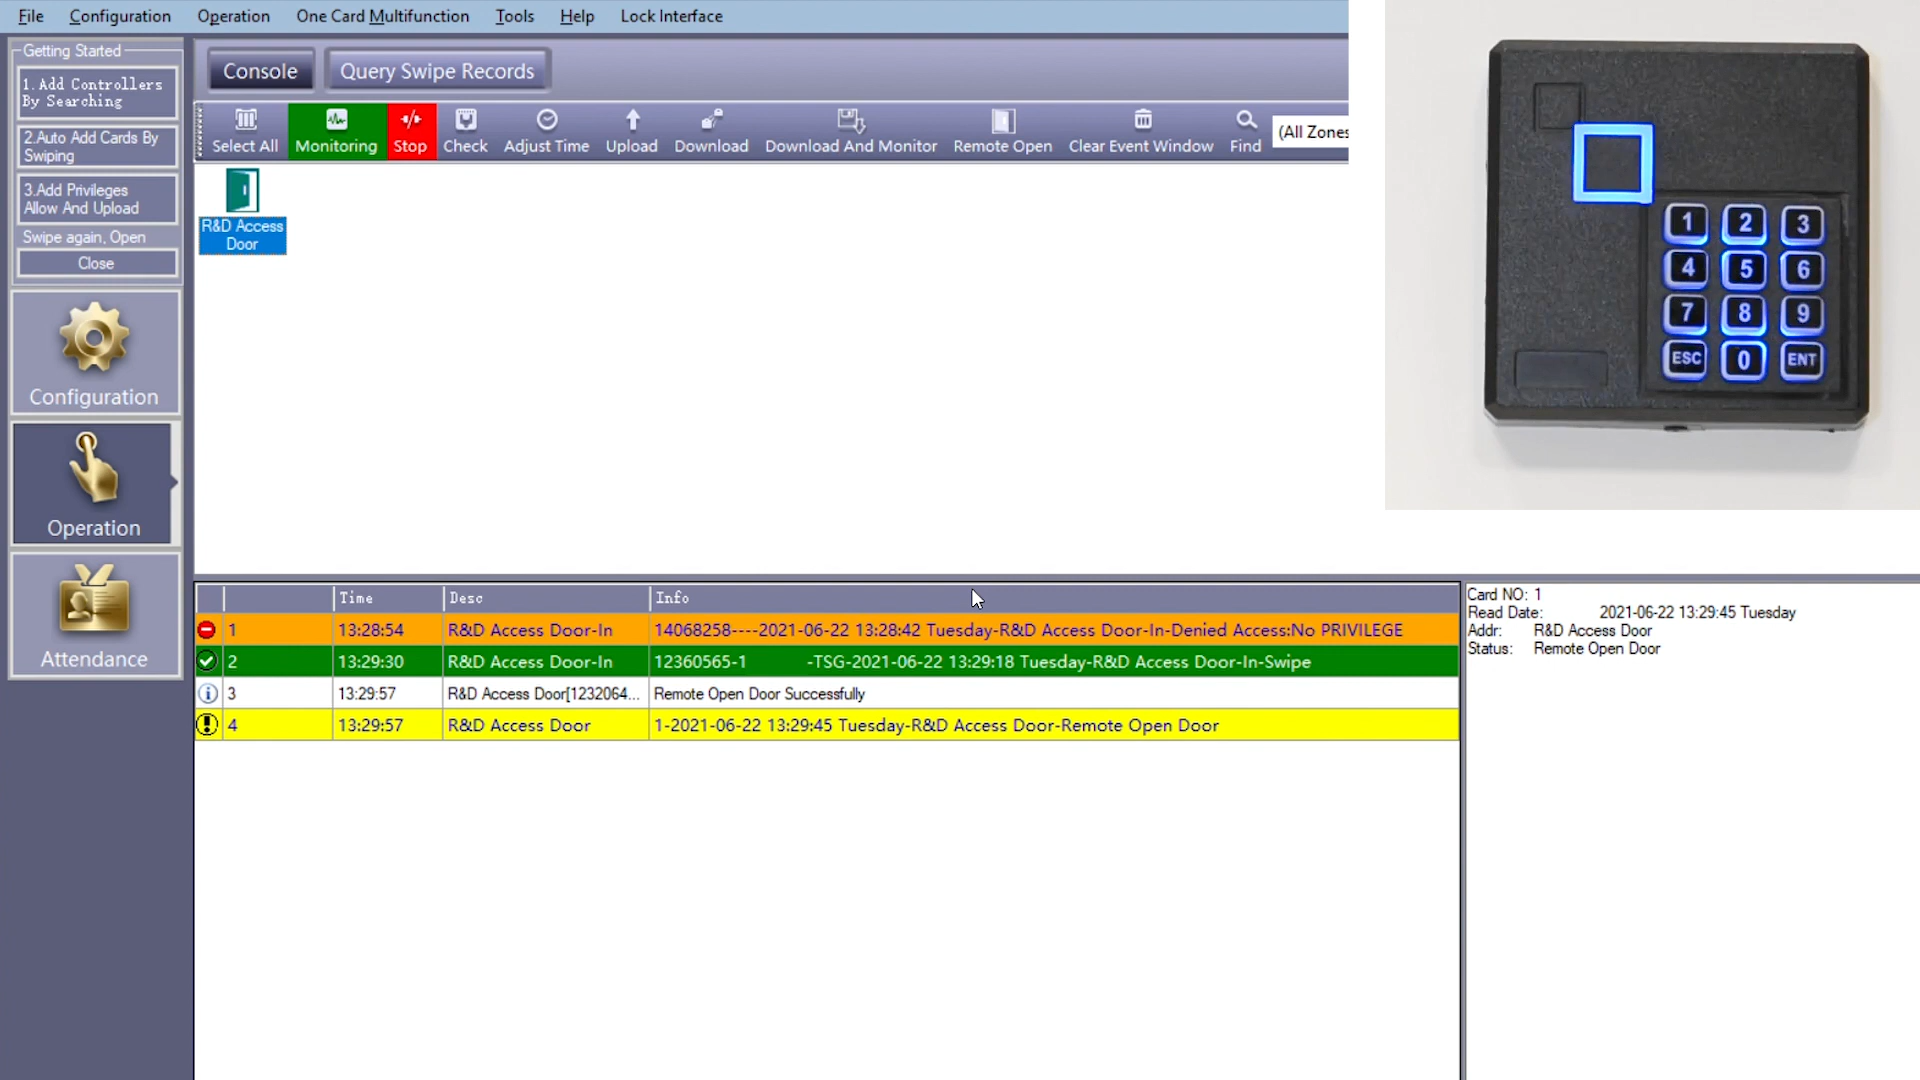 File Configuration Operation One Card Multifunction Tools Help Lock Interface
Getting Started
1.Add Controllers
By Searching
2.Auto Add Cards By
Swiping
3.Add Privileges
Allow And Upload
Swipe again, Open
Close
Configuration
Operation
Attendance
Console Query Swipe Records
Select All Monitoring Stop Check Adjust Time Upload Download Download And Monitor Remote Open Clear Event Window Find (All Zones
R&D Access
Door
1 2 3
4 5 6
7 8 9
ESC 0 ENT
Time Desc Info
1 13:28:54 R&D Access Door-In 14068258----2021-06-22 13:28:42 Tuesday-R&D Access Door-In-Denied Access:No PRIVILEGE
2 13:29:30 R&D Access Door-In 12360565-1 -TSG-2021-06-22 13:29:18 Tuesday-R&D Access Door-In-Swipe
3 13:29:57 R&D Access Door[1232064... Remote Open Door Successfully
4 13:29:57 R&D Access Door 1-2021-06-22 13:29:45 Tuesday-R&D Access Door-Remote Open Door
Card NO: 1
Read Date: 2021-06-22 13:29:45 Tuesday
Addr: R&D Access Door
Status: Remote Open Door